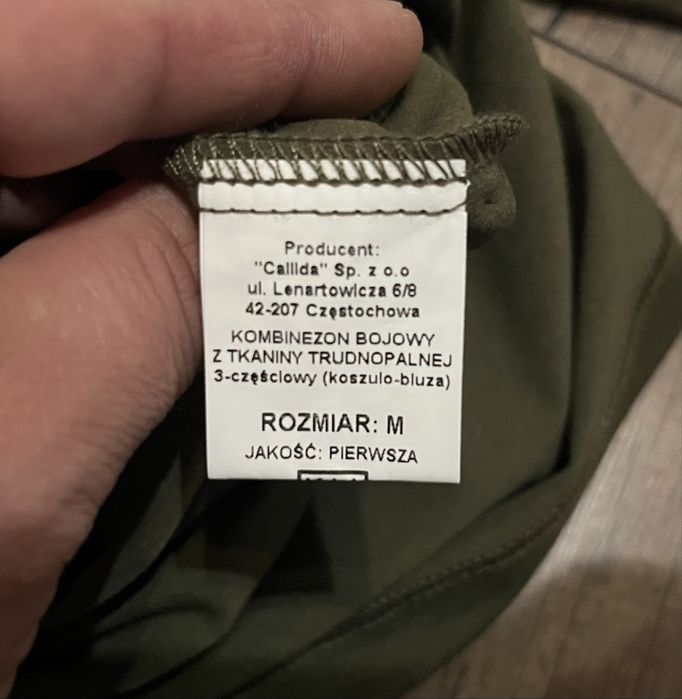 Producent:
"Callida" Sp. z o.o
ul. Lenartowicza 6/8
42-207 Częstochowa
KOMBINEZON BOJOWY
Z TKANINY TRUDNOPALNEJ
3-częściowy (koszulo-bluza)
ROZMIAR: M
JAKOŚĆ: PIERWSZA